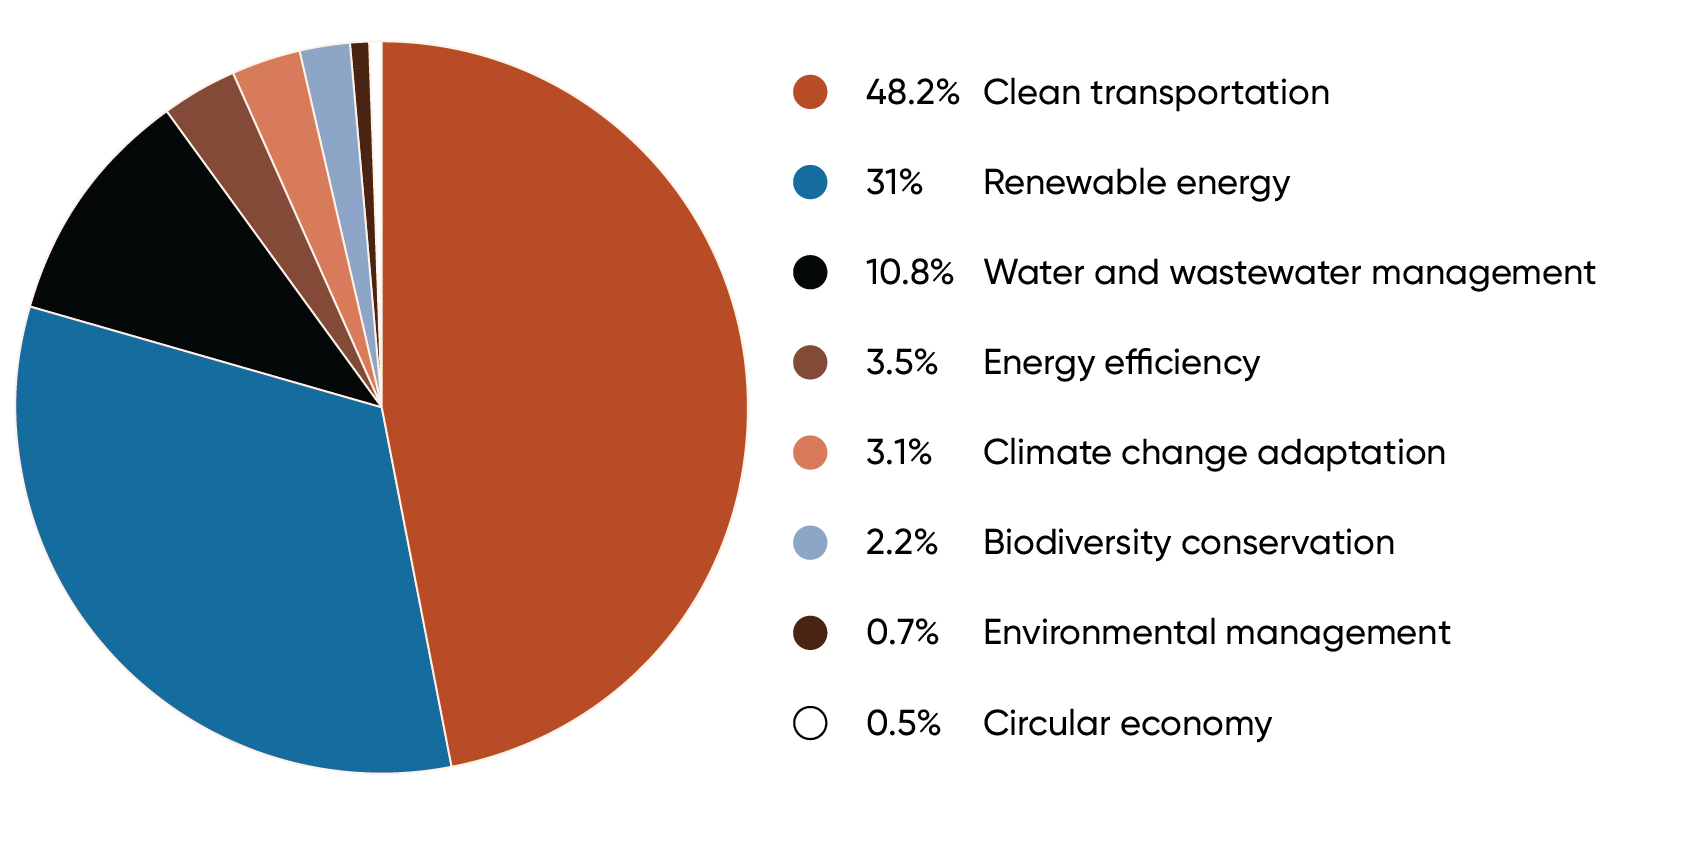 48.2% Clean transportation
31% Renewable energy
10.8% Water and wastewater management
3.5% Energy efficiency
3.1% Climate change adaptation
2.2% Biodiversity conservation
0.7% Environmental management
0.5% Circular economy